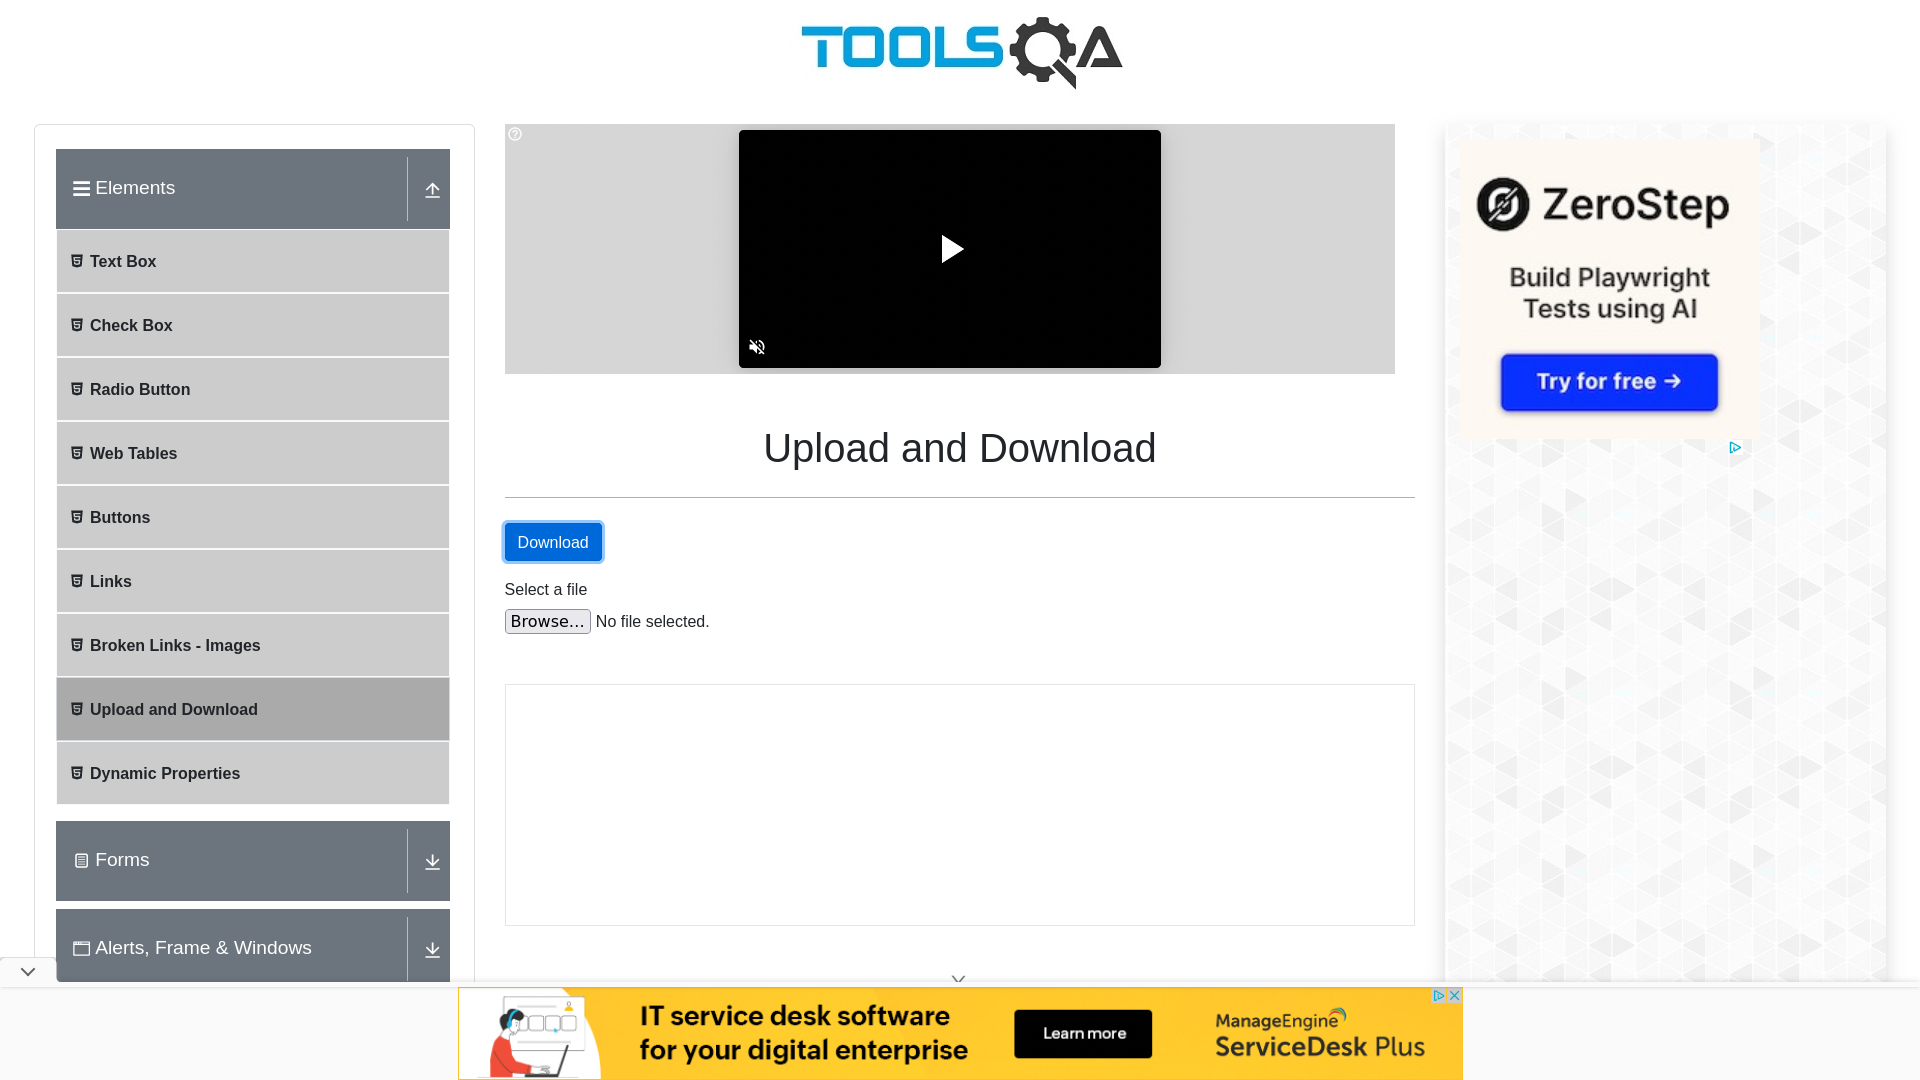 TOOLSQA
Elements
Text Box
Check Box
Radio Button
Web Tables
Buttons
Links
Broken Links - Images
Upload and Download
Dynamic Properties
Forms
Alerts, Frame & Windows
Upload and Download
Download
Select a file
Browse... No file selected.
ZeroStep
Build Playwright
Tests using AI
Try for free →
IT service desk software
for your digital enterprise
Learn more
ManageEngine
ServiceDesk Plus